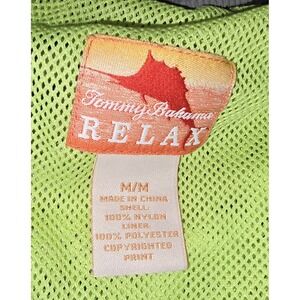 Tommy Bahama
RELAX
M/M
MADE IN CHINA
SHELL:
100% NYLON
LINER:
100% POLYESTER
COPYRIGHTED
PRINT